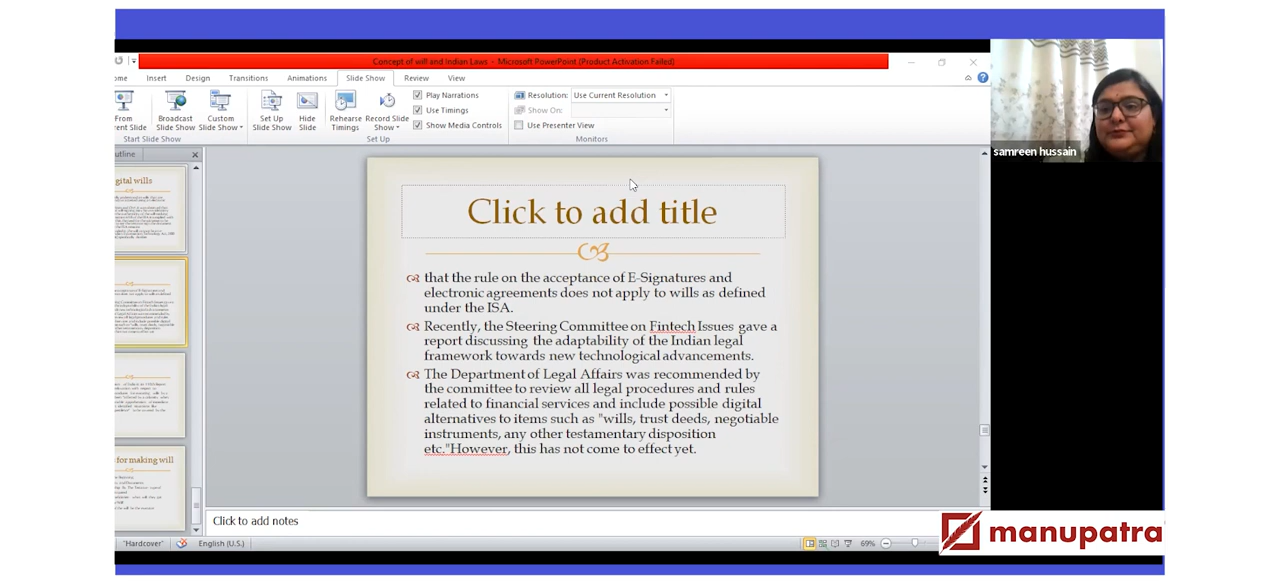 Concept of will and Indian Laws - Microsoft PowerPoint (Product Activation Failed)
ome Insert Design Transitions Animations Slide Show Review View
From
ent Slide
Broadcast
Slide Show
Custom
Slide Show
Set Up
Slide Show
Hide
Slide
Rehearse
Timings
Record Slide
Show
Play Narrations
Use Timings
Show Media Controls
Resolution: Use Current Resolution
Show On:
Use Presenter View
Start Slide Show
Set Up
Monitors
utline
gital wills
for making will
Click to add title
that the rule on the acceptance of E-Signatures and
electronic agreements does not apply to wills as defined
under the ISA.
Recently, the Steering Committee on Fintech Issues gave a
report discussing the adaptability of the Indian legal
framework towards new technological advancements.
The Department of Legal Affairs was recommended by
the committee to review all legal procedures and rules
related to financial services and include possible digital
alternatives to items such as "wills, trust deeds, negotiable
instruments, any other testamentary disposition
etc."However, this has not come to effect yet.
Click to add notes
"Hardcover" English (U.S.) 69%
samreen hussain
manupatra